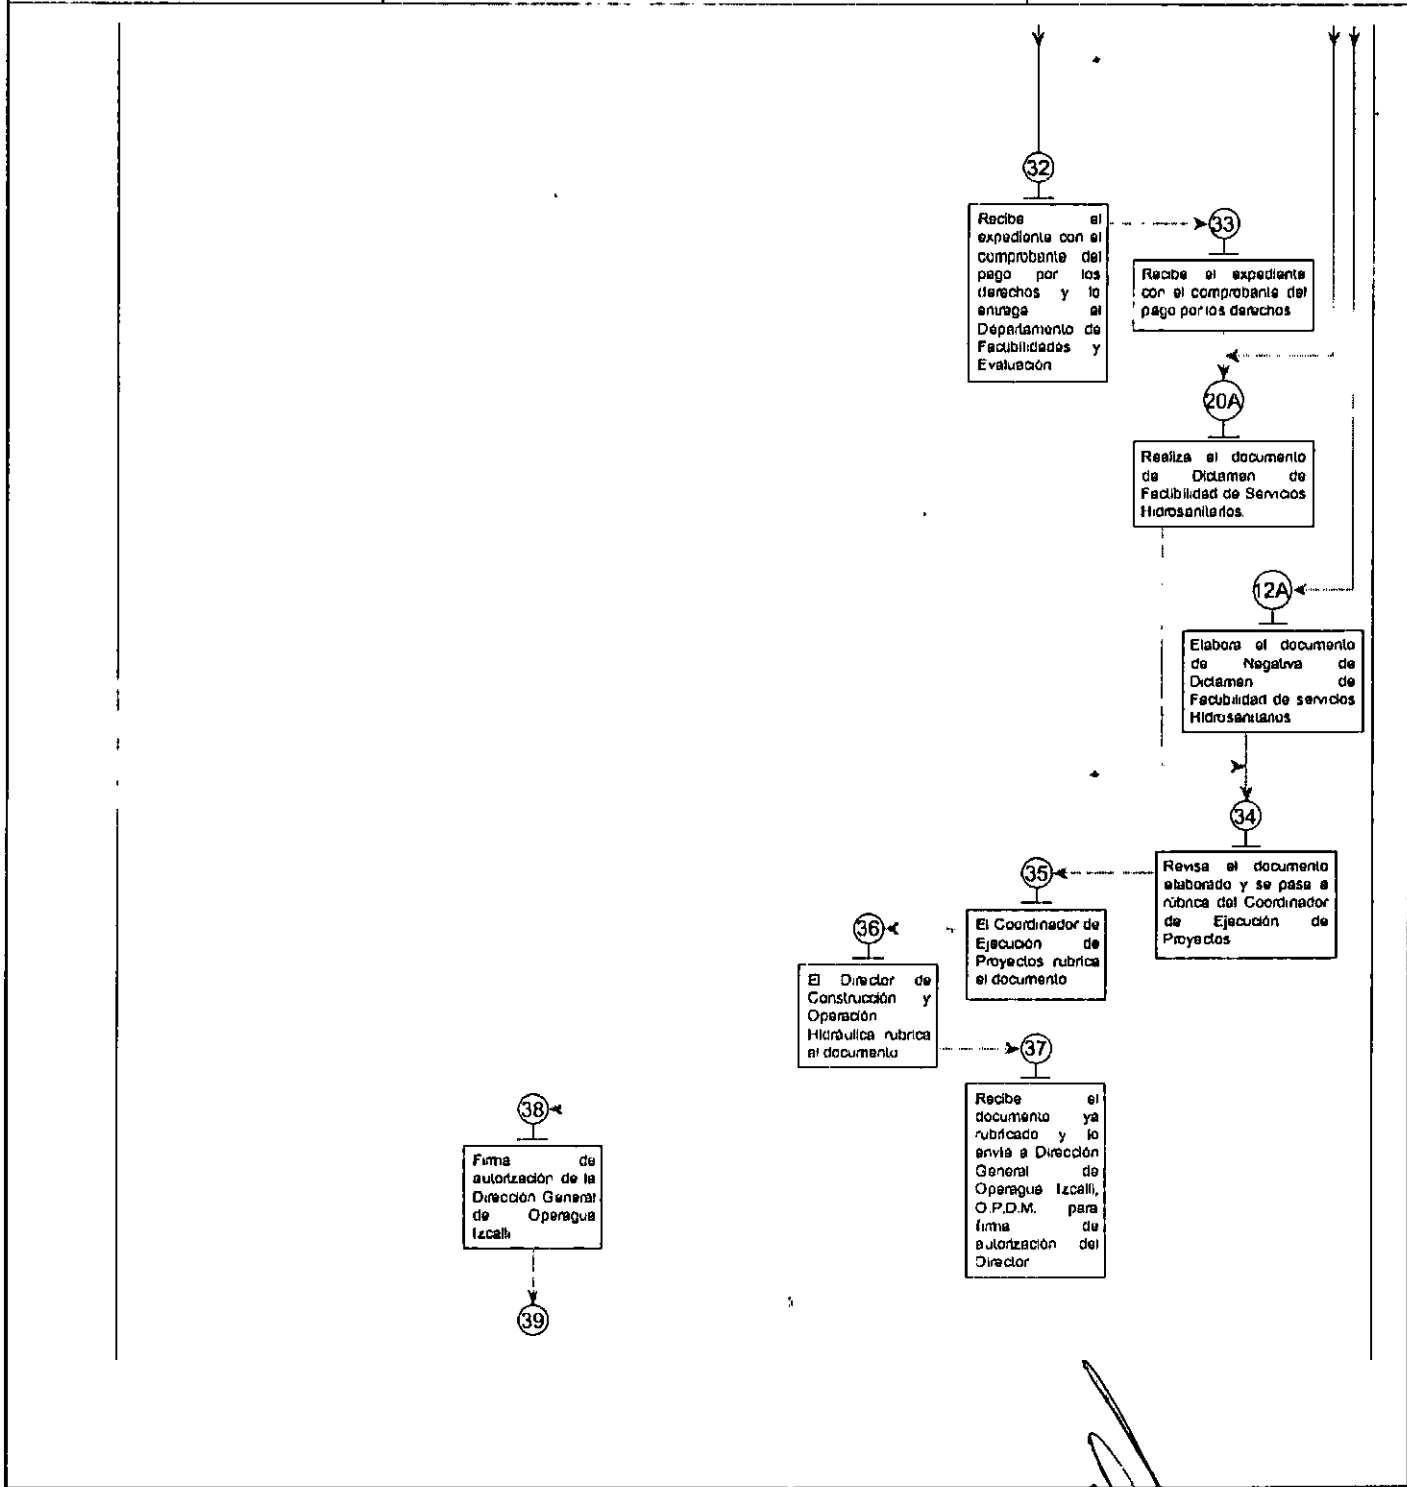 32
Recibe el
expediente con el
comprobante del
pago por los
derechos y lo
entrega al
Departamento de
Factibilidades y
Evaluación
33
Recibe el expediente
con el comprobante del
pago por los derechos
20A
Realiza el documento
de Dictamen de
Factibilidad de Servicios
Hidrosanitarios.
12A
Elabora el documento
de Negativa de
Dictamen de
Factibilidad de servicios
Hidrosanitarios
34
Revisa el documento
elaborado y se pasa a
rúbrica del Coordinador
de Ejecución de
Proyectos
35
El Coordinador de
Ejecución de
Proyectos rubrica
el documento
36
El Director de
Construcción y
Operación
Hidráulica rubrica
el documento
37
Recibe el
documento ya
rubricado y lo
envía a Dirección
General de
Operagua Izcalli,
O.P.D.M. para
firma de
autorización del
Director
38
Firma de
autorización de la
Dirección General
de Operagua
Izcalli
39